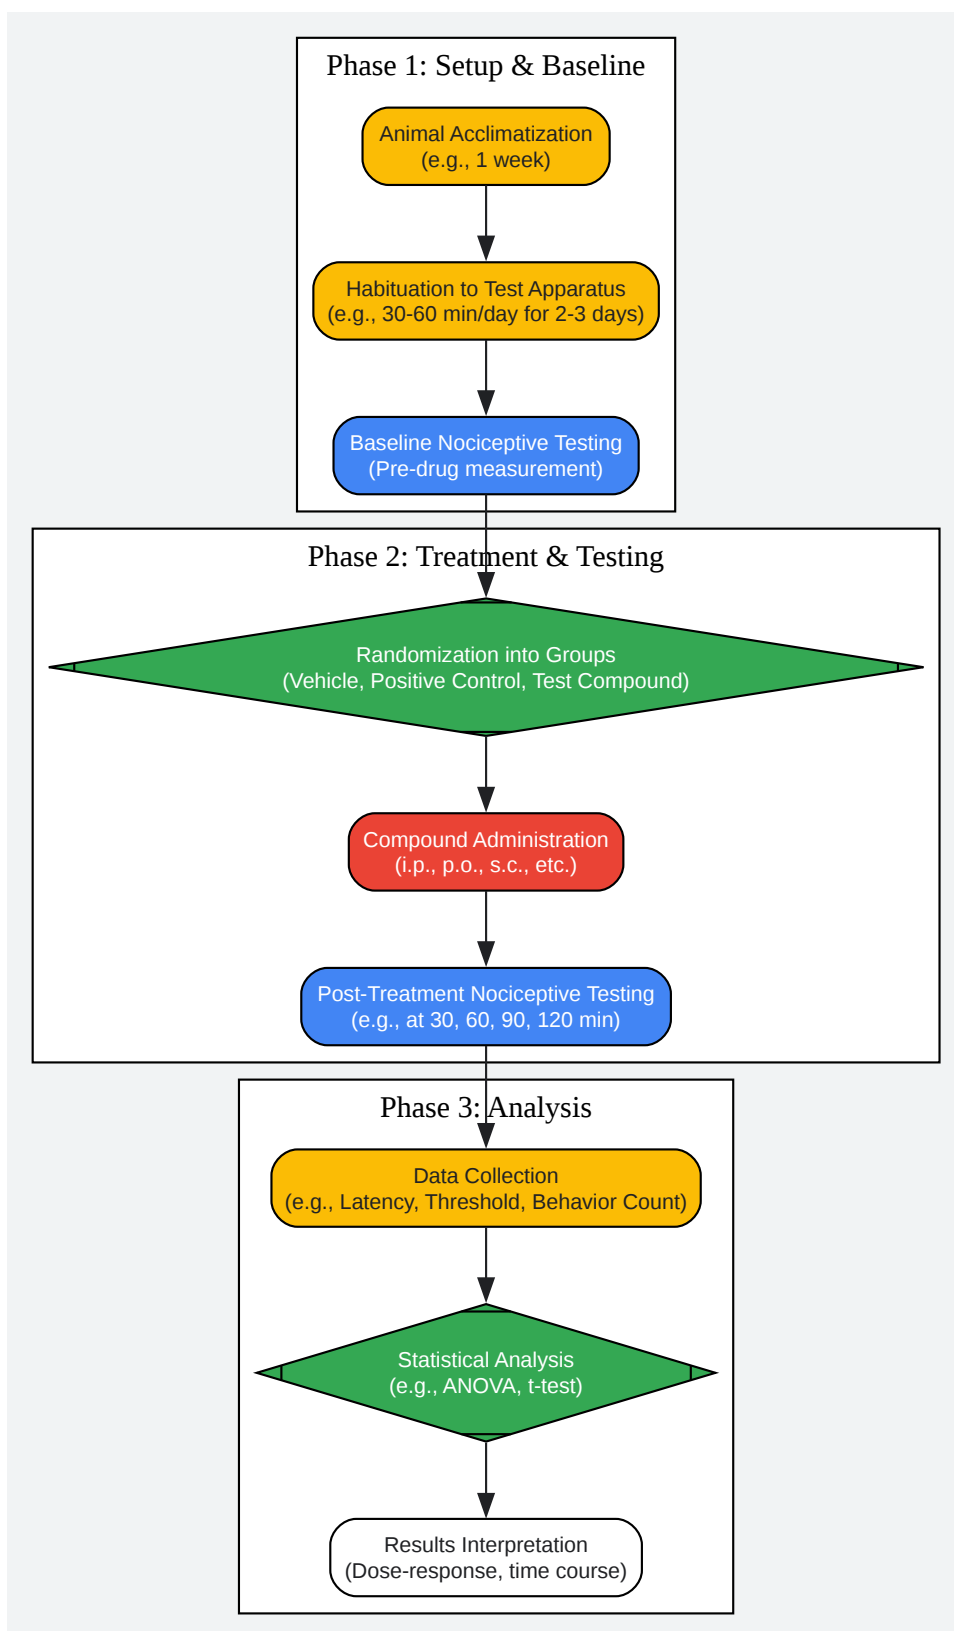 Phase 1: Setup & Baseline
Animal Acclimatization
(e.g., 1 week)
Habituation to Test Apparatus
(e.g., 30-60 min/day for 2-3 days)
Baseline Nociceptive Testing
(Pre-drug measurement)
Phase 2: Treatment & Testing
Randomization into Groups
(Vehicle, Positive Control, Test Compound)
Compound Administration
(i.p., p.o., s.c., etc.)
Post-Treatment Nociceptive Testing
(e.g., at 30, 60, 90, 120 min)
Phase 3: Analysis
Data Collection
(e.g., Latency, Threshold, Behavior Count)
Statistical Analysis
(e.g., ANOVA, t-test)
Results Interpretation
(Dose-response, time course)